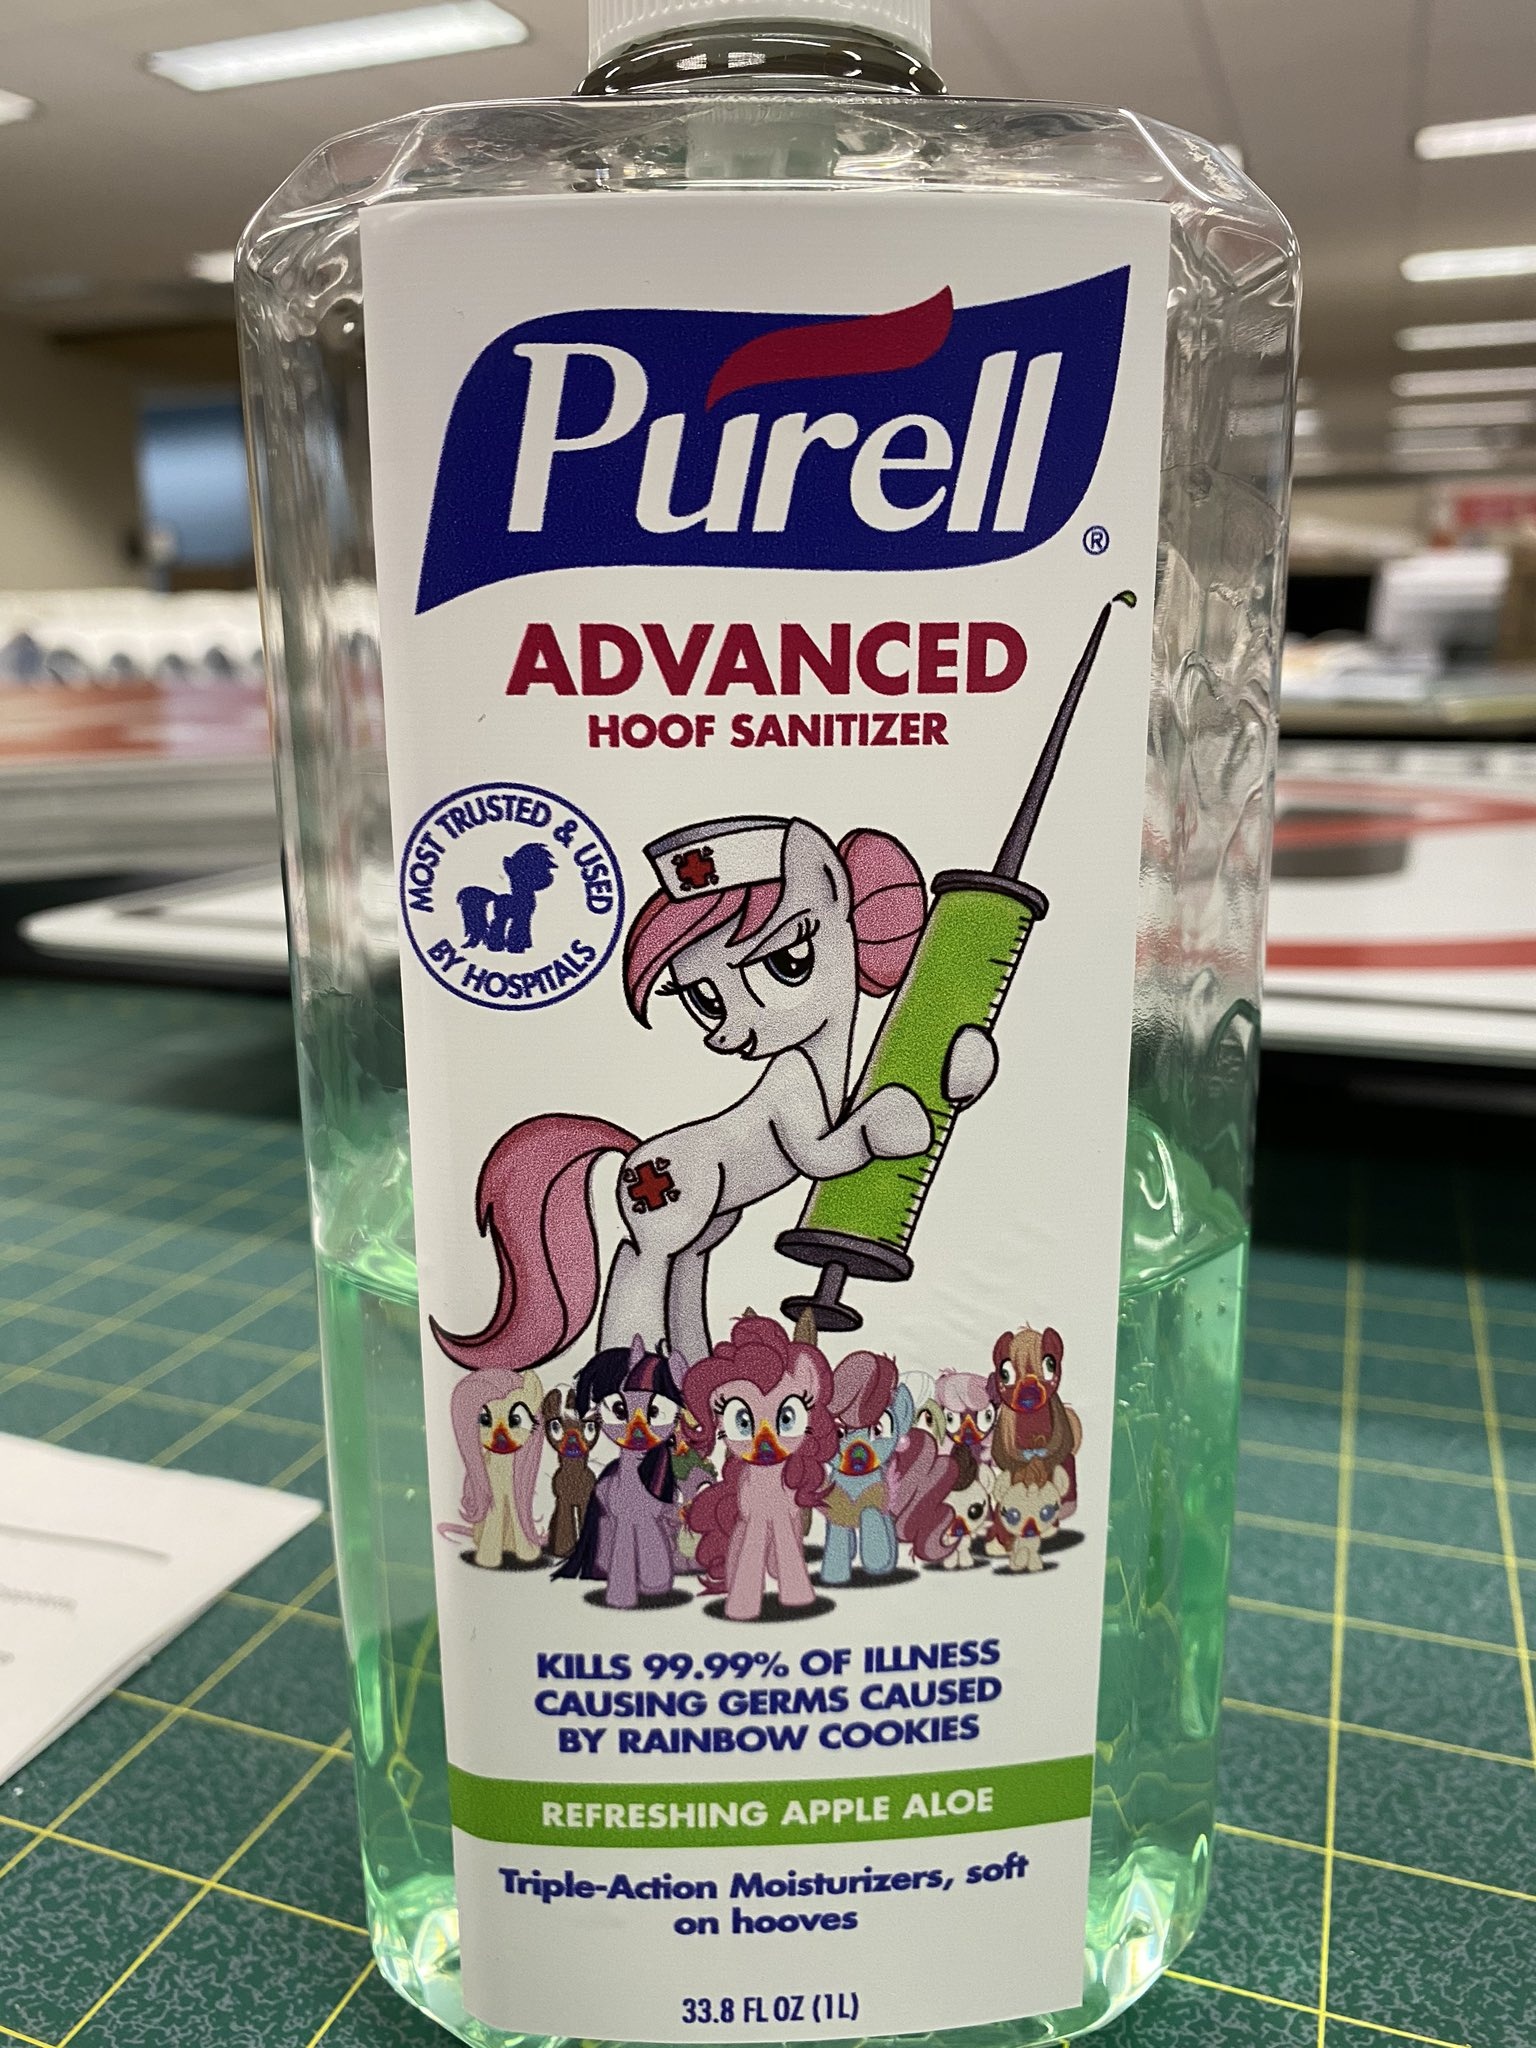 Purell®
ADVANCED
HOOF SANITIZER
MOST TRUSTED & USED
BY HOSPITALS
KILLS 99.99% OF ILLNESS
CAUSING GERMS CAUSED
BY RAINBOW COOKIES
REFRESHING APPLE ALOE
Triple-Action Moisturizers, soft
on hooves
33.8 FL OZ (1L)